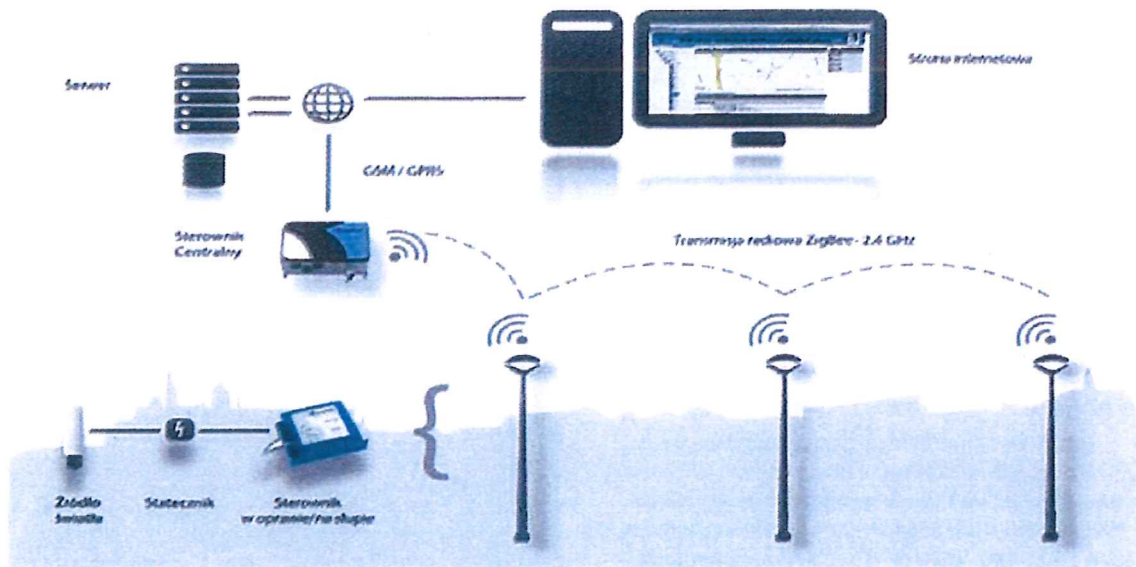 Serwer
Strona internetowa
GSM / GPRS
Sterownik
Centralny
Transmisja radiowa ZigBee - 2.4 GHz
Źródło
światła
Statecznik
Sterownik
w oprawie/na słupie